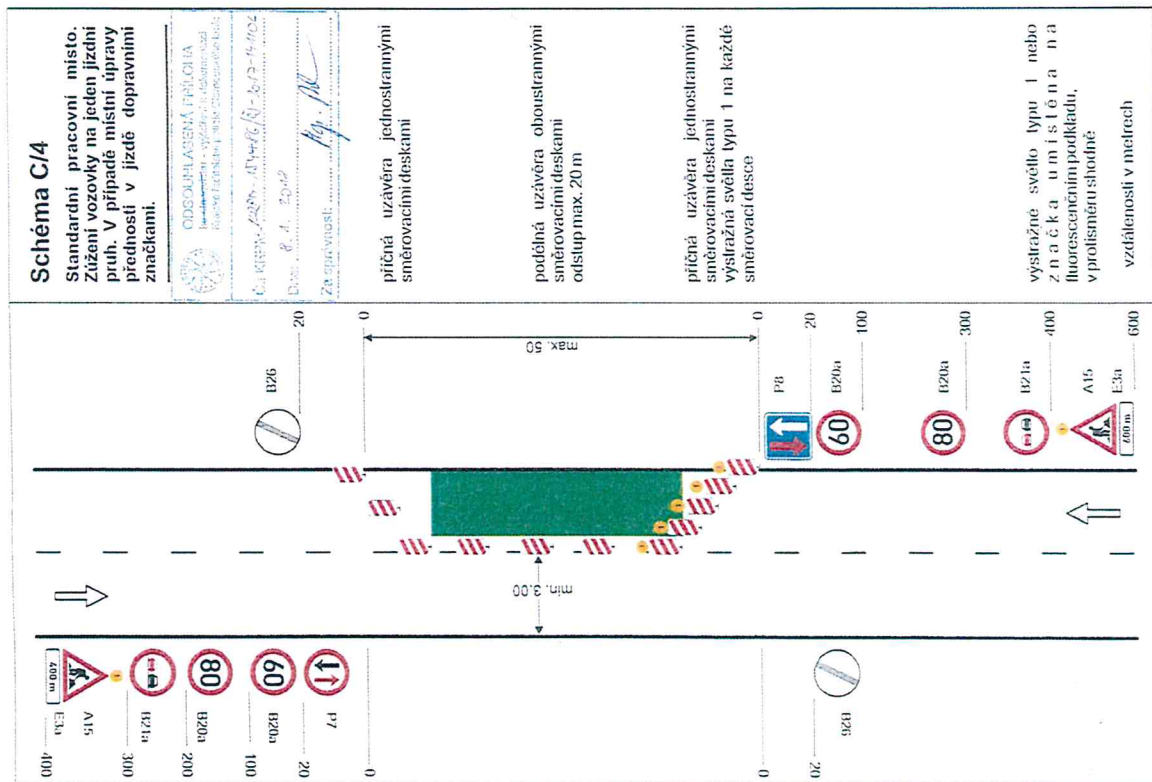 Schéma C/4
Standardní pracovní místo.
Zúžení vozovky na jeden jízdní
pruh. V případě místní úpravy
přednosti v jízdě dopravními
značkami.
ODSOUHLASENÁ PŘÍLOHA
Dne: 8. 1. 2018
Za správnost:
příčná uzávěra jednostrannými
směrovacími deskami
podélná uzávěra oboustrannými
směrovacími deskami
odstup max. 20 m
příčná uzávěra jednostrannými
směrovacími deskami
výstražná světla typu 1 na každé
směrovací desce
výstražné světlo typu 1 nebo
značka umístěna na
fluorescenčním podkladu,
v protisměru shodně
vzdálenosti v metrech
B26
20
0
max. 50
0
P8
20
60
B20a
100
80
B20a
300
B21a
400
A15
E3a
600 m
600
min. 3.00
400 m
E3a
400
A15
B21a
300
80
B20a
200
60
B20a
100
P7
20
0
0
B26
20